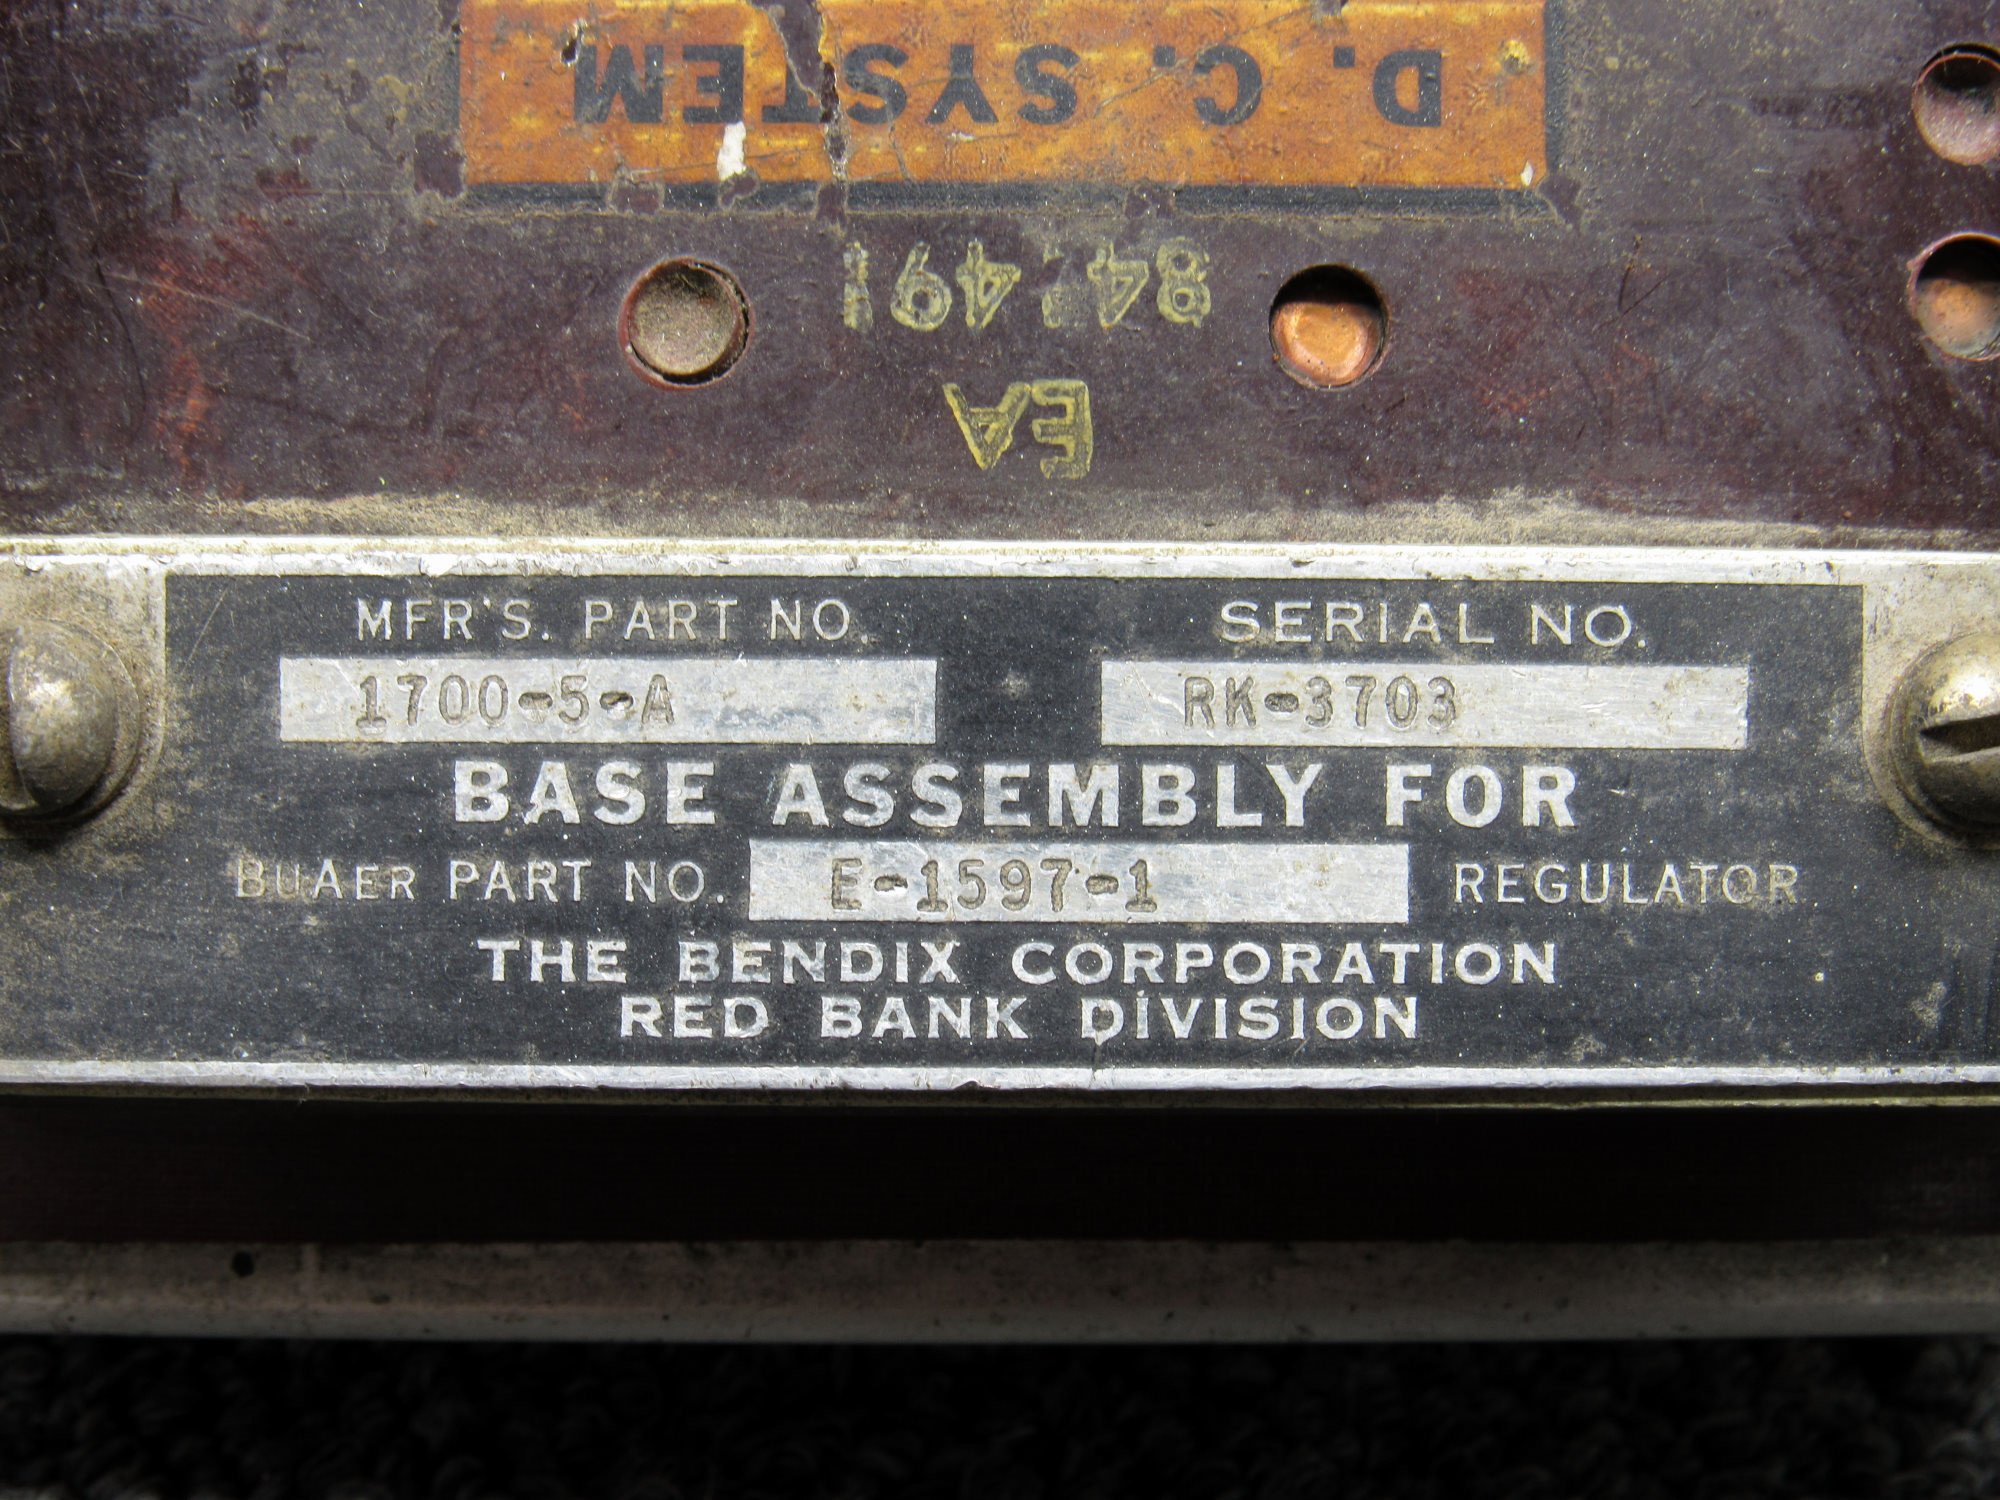 D. C. SYSTEM
EA
MFR'S. PART NO.
SERIAL NO.
1700-5-A
RK-3703
BASE ASSEMBLY FOR
BUAER PART NO. E-1597-1 REGULATOR
THE BENDIX CORPORATION
RED BANK DIVISION